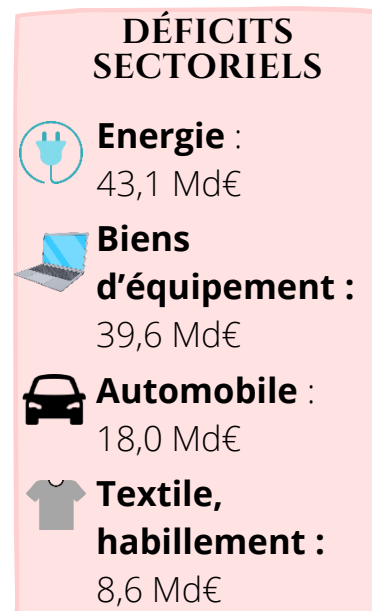 DÉFICITS
SECTORIELS
Energie :
43,1 Md€
Biens
d'équipement :
39,6 Md€
Automobile :
18,0 Md€
Textile,
habillement :
8,6 Md€